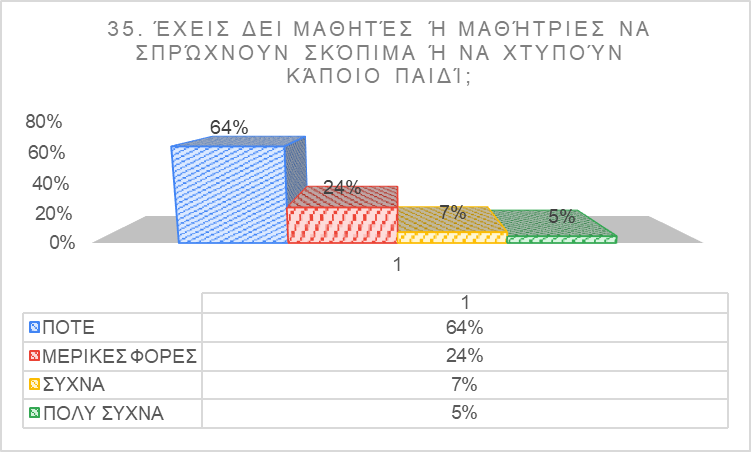 35. ΈΧΕΙΣ ΔΕΙ ΜΑΘΗΤΈΣ Ή ΜΑΘΉΤΡΙΕΣ ΝΑ
ΣΠΡΏΧΝΟΥΝ ΣΚΌΠΙΜΑ Ή ΝΑ ΧΤΥΠΟΎΝ
ΚΆΠΟΙΟ ΠΑΙΔΊ;
80%
60%
40%
20%
0%
64%
24%
7%
5%
1
1
ΠΟΤΕ 64%
ΜΕΡΙΚΕΣ ΦΟΡΕΣ 24%
ΣΥΧΝΑ 7%
ΠΟΛΥ ΣΥΧΝΑ 5%